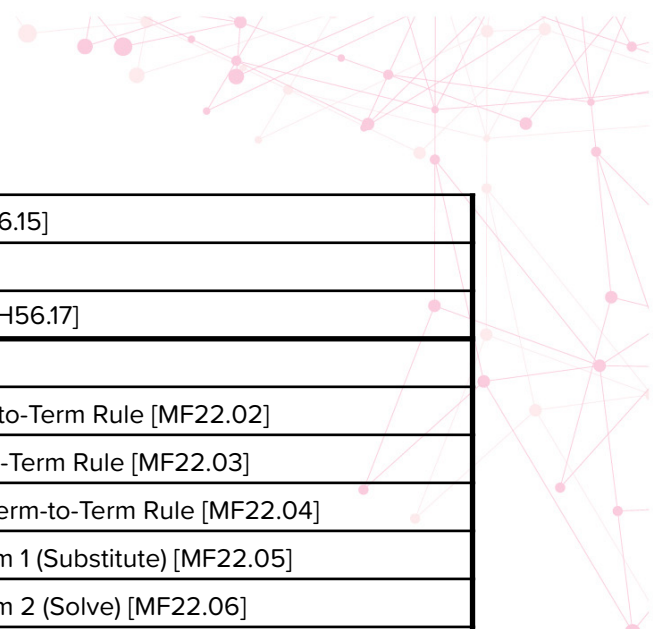 6.15]
H56.17]
to-Term Rule [MF22.02]
-Term Rule [MF22.03]
erm-to-Term Rule [MF22.04]
m 1 (Substitute) [MF22.05]
m 2 (Solve) [MF22.06]